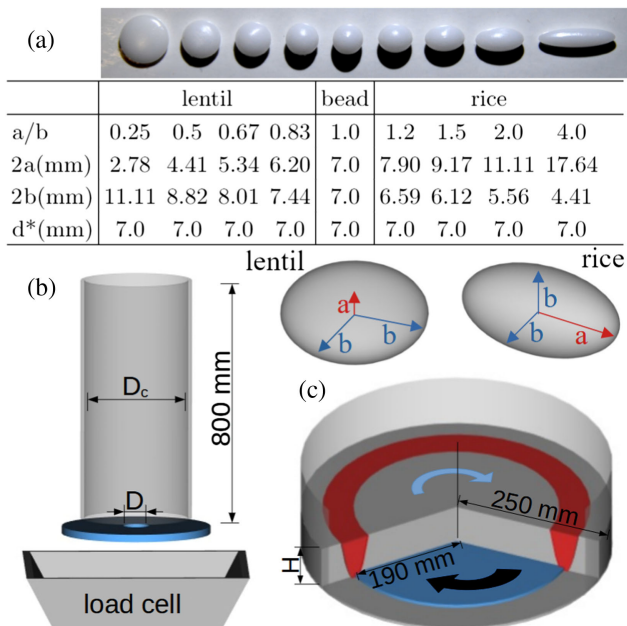 (a)
lentil bead rice
a/b 0.25 0.5 0.67 0.83 1.0 1.2 1.5 2.0 4.0
2a(mm) 2.78 4.41 5.34 6.20 7.0 7.90 9.17 11.11 17.64
2b(mm) 11.11 8.82 8.01 7.44 7.0 6.59 6.12 5.56 4.41
d*(mm) 7.0 7.0 7.0 7.0 7.0 7.0 7.0 7.0 7.0
lentil rice
a b b
b b a
(b)
Dc
800 mm
D
load cell
(c)
250 mm
190 mm
H